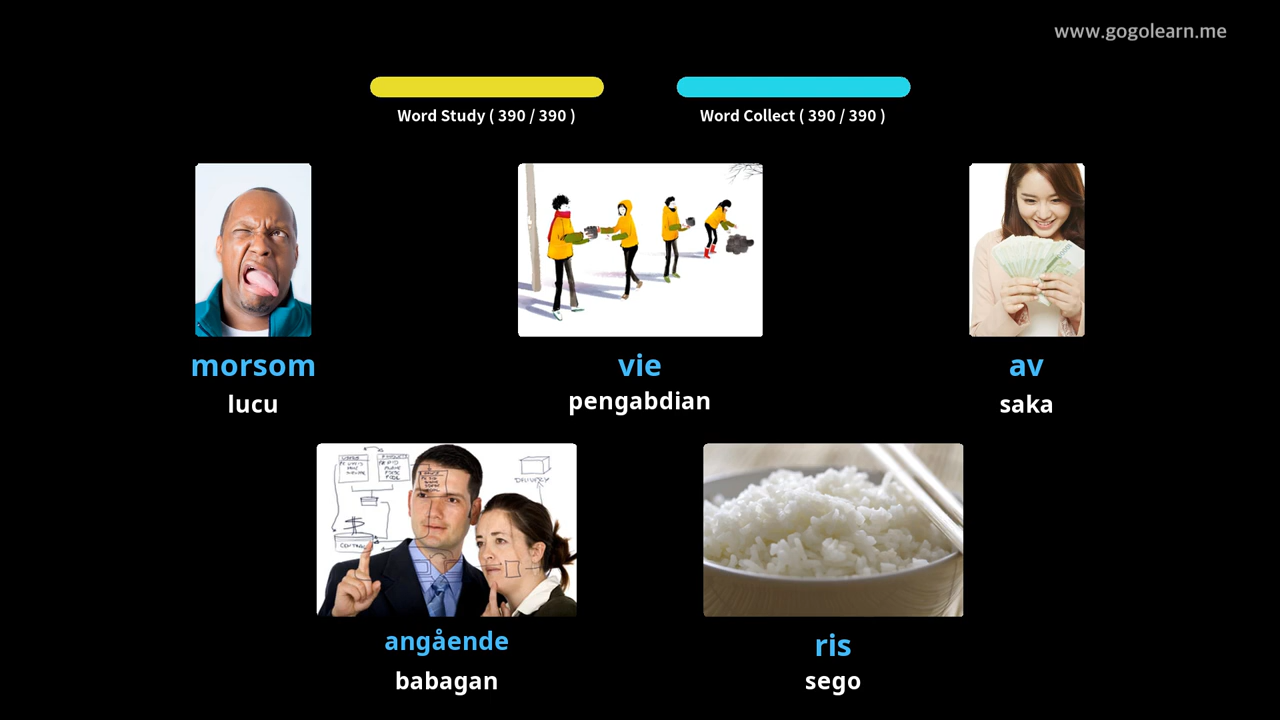 www.gogolearn.me
Word Study ( 390 / 390 )
Word Collect ( 390 / 390 )
morsom
lucu
vie
pengabdian
av
saka
angående
babagan
ris
sego